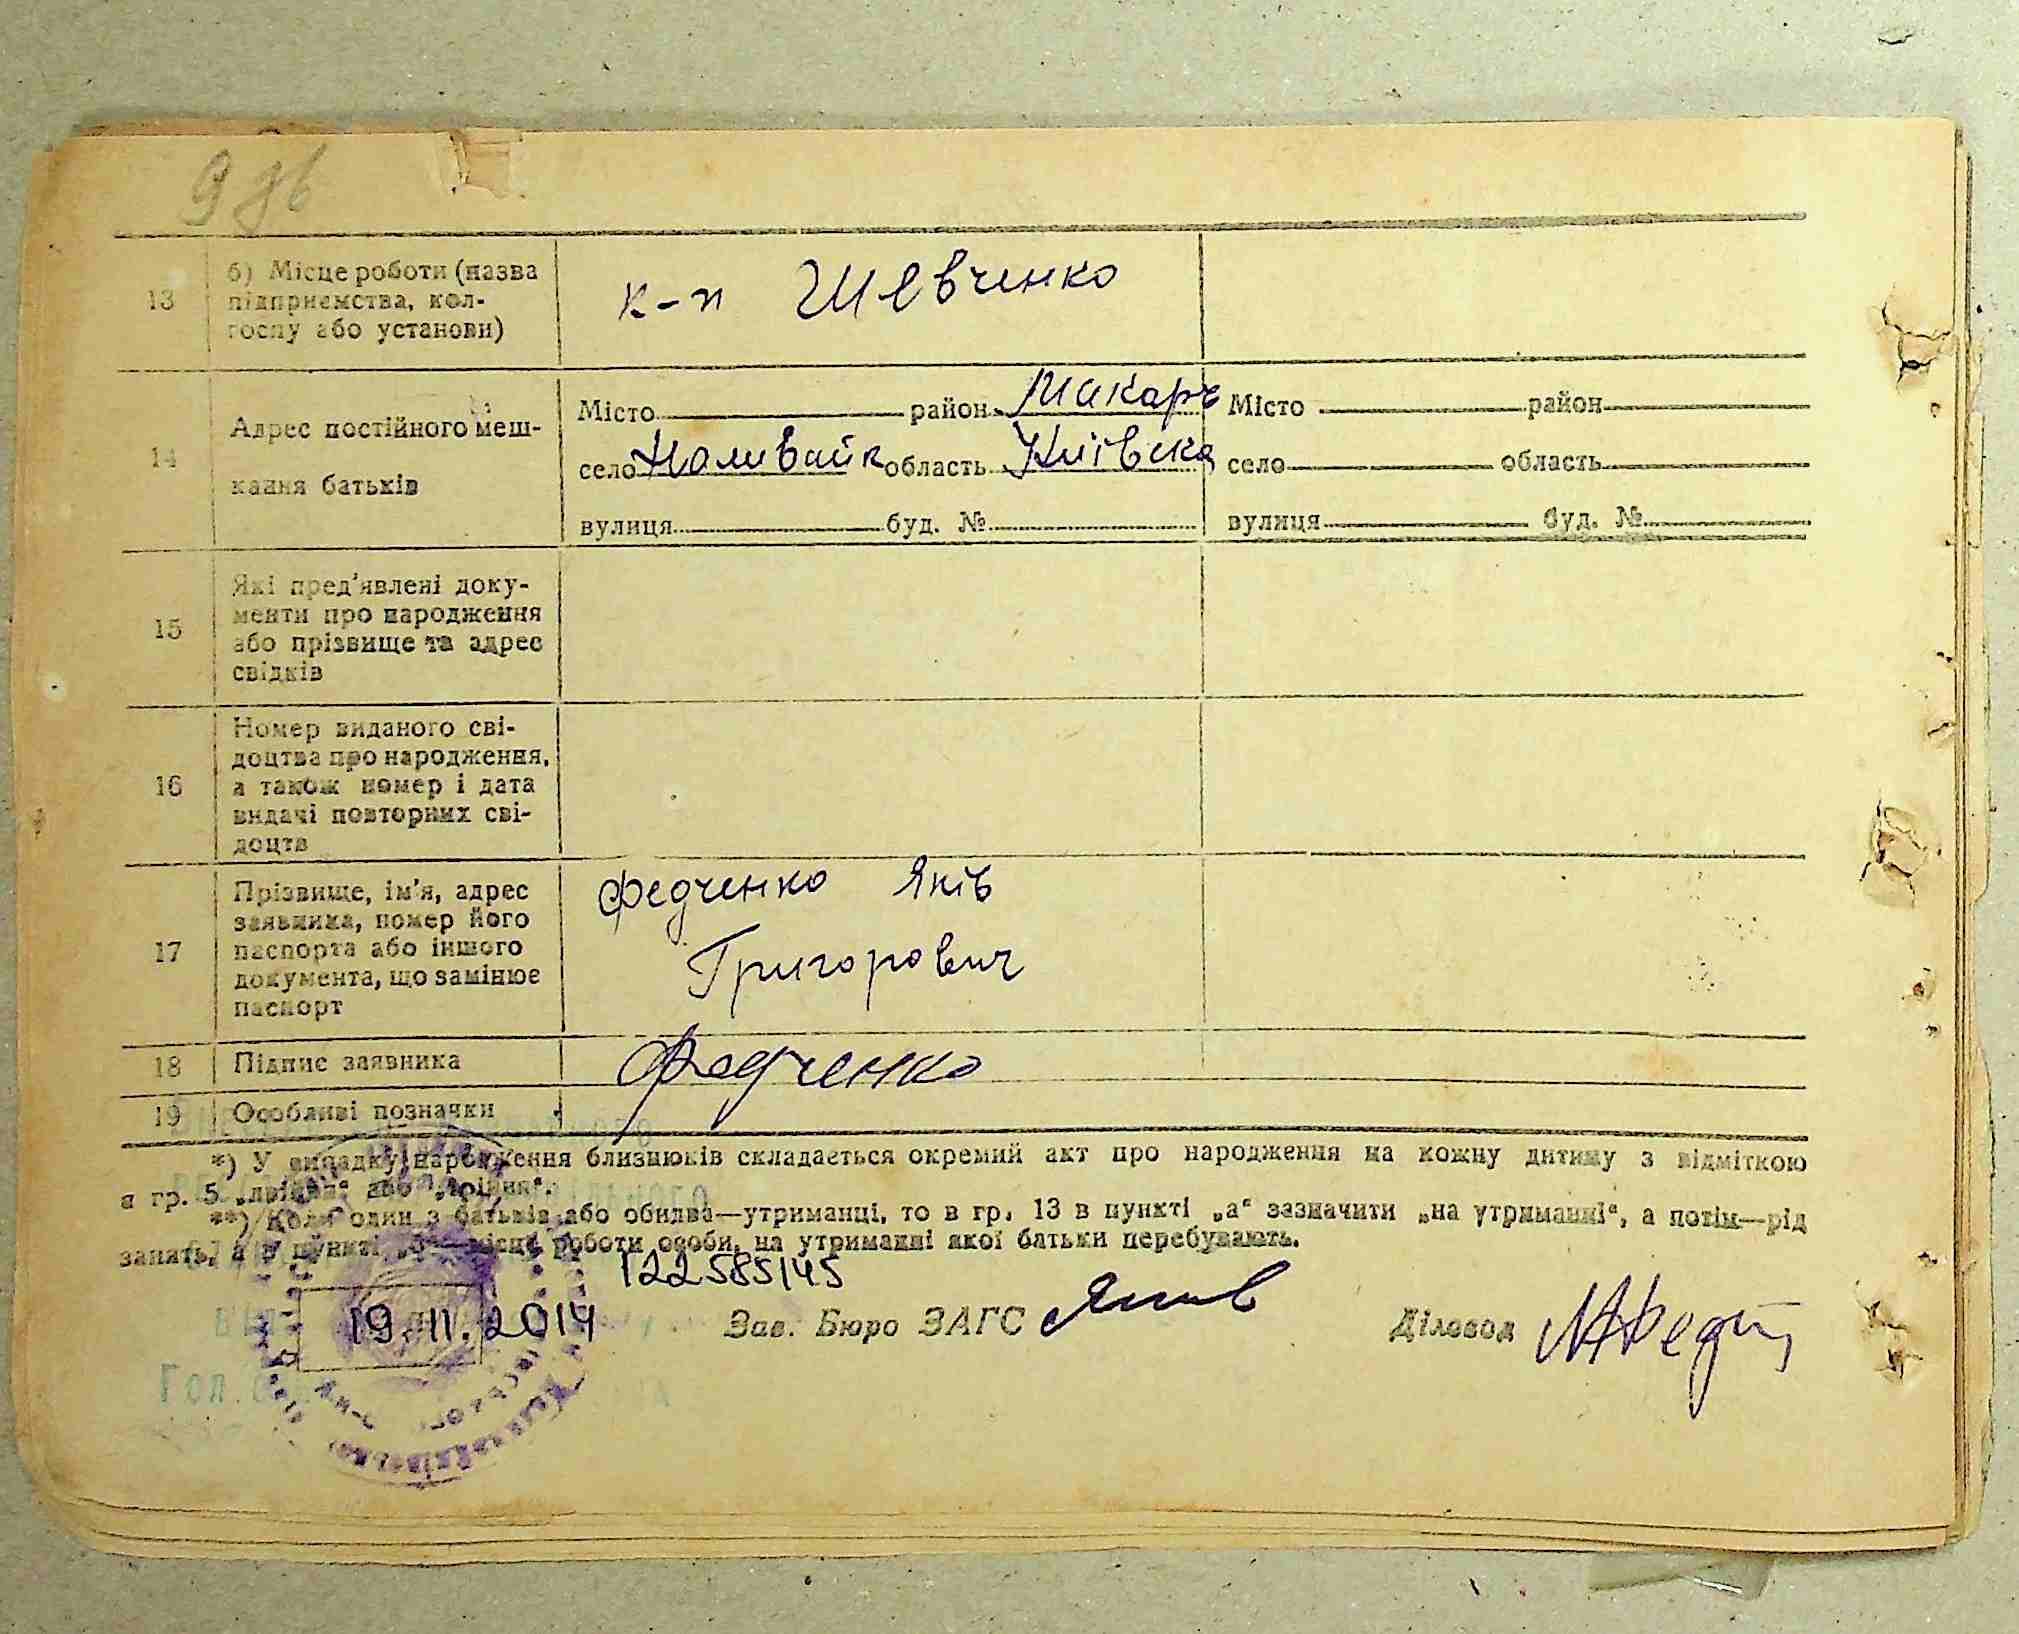 9 зв
13 б) Місце роботи (назва підприємства, кол-
госпу або установи)
к-п Шевченко
14 Адрес постійного меш-
кання батьків
Місто район Макаръ Місто район
село Наливайк область Київска село область
вулиця буд. № вулиця буд. №
15 Які пред'явлені доку-
менти про народження
або прізвище та адрес
свідків
16 Номер виданого сві-
доцтва про народження,
а також номер і дата
видачі повторних сві-
доцтв
17 Прізвище, ім'я, адрес
заявника, номер його
паспорта або іншого
документа, що замінює
паспорт
Федченко Яків
Григорович
18 Підпис заявника Федченко
19 Особливі позначки
*) У випадку народження близнюків складається окремий акт про народження на кожну дитину з відміткою
в гр. 5 „двійня“ або „трійня“.
**) Коли один з батьків або обидва—утриманці, то в гр. 13 в пункті „а“ зазначити „на утриманні“, а потім—рід
занять, а в пункті „б“—місце роботи особи, на утриманні якої батьки перебувають.
122585145
19.11.2014 Зав. Бюро ЗАГС Діловод